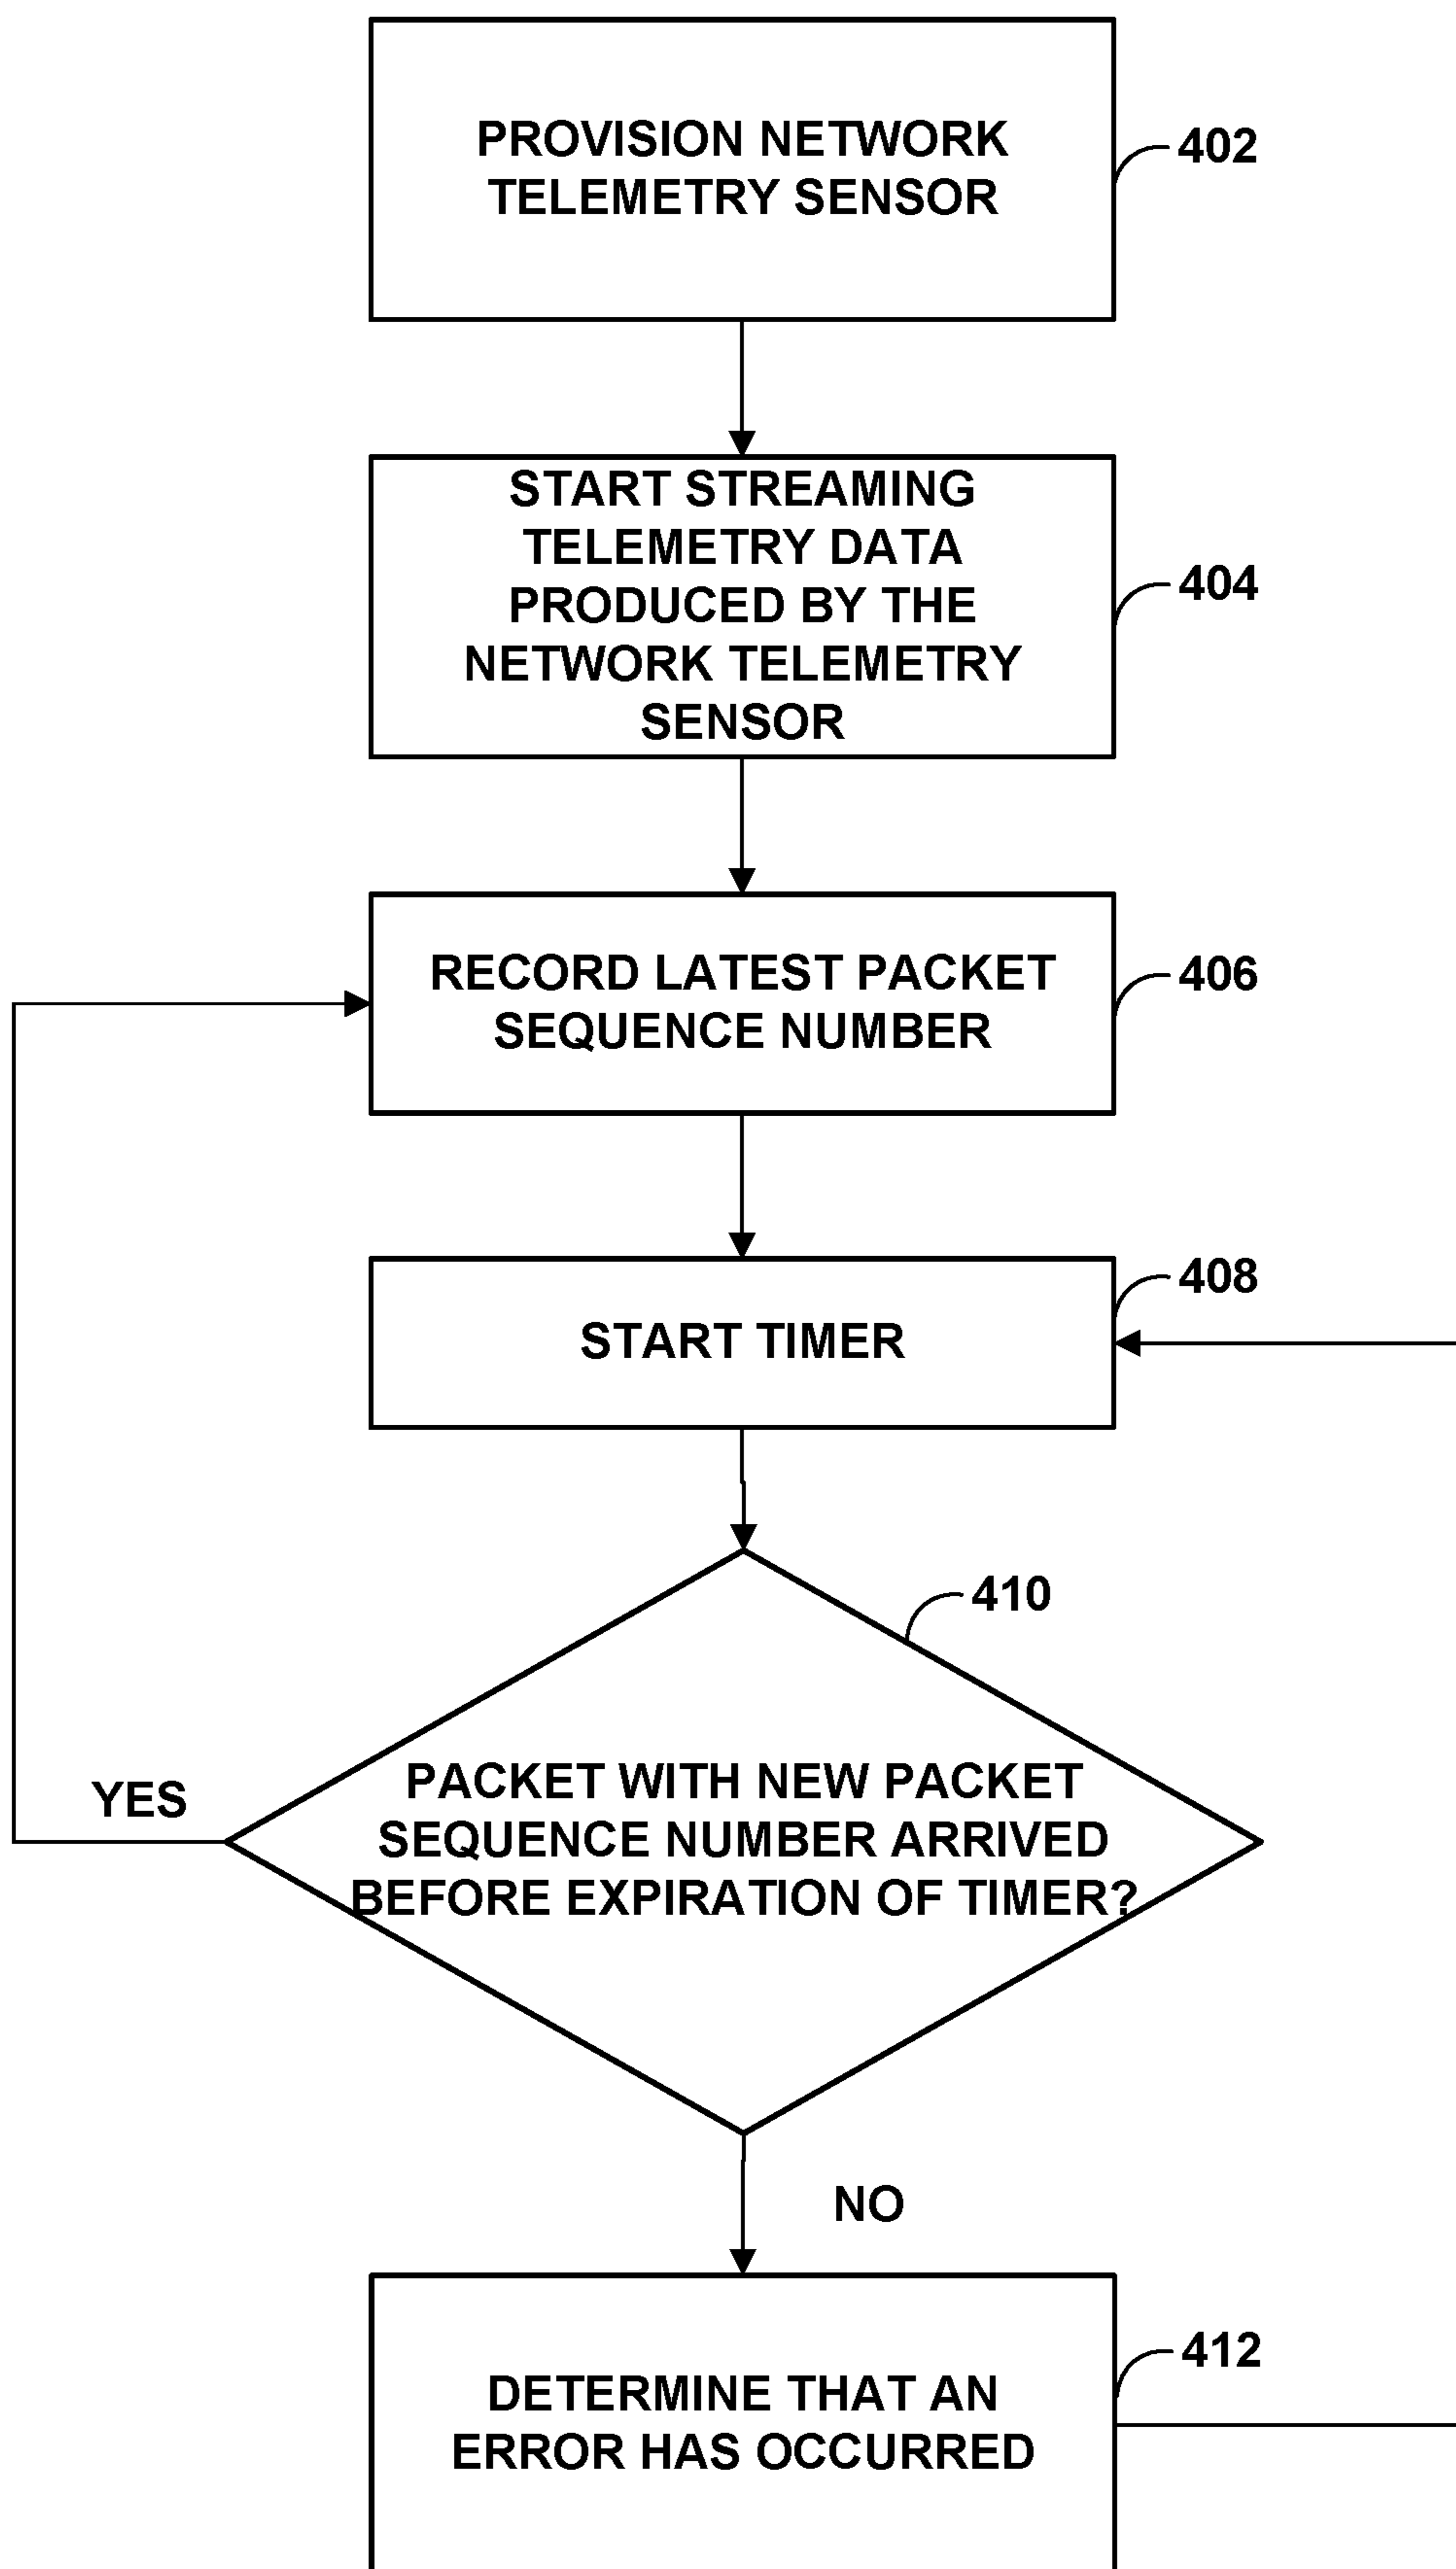 PROVISION NETWORK
TELEMETRY SENSOR
402
START STREAMING
TELEMETRY DATA
PRODUCED BY THE
NETWORK TELEMETRY
SENSOR
404
RECORD LATEST PACKET
SEQUENCE NUMBER
406
START TIMER
408
410
PACKET WITH NEW PACKET
SEQUENCE NUMBER ARRIVED
BEFORE EXPIRATION OF TIMER?
YES
NO
412
DETERMINE THAT AN
ERROR HAS OCCURRED